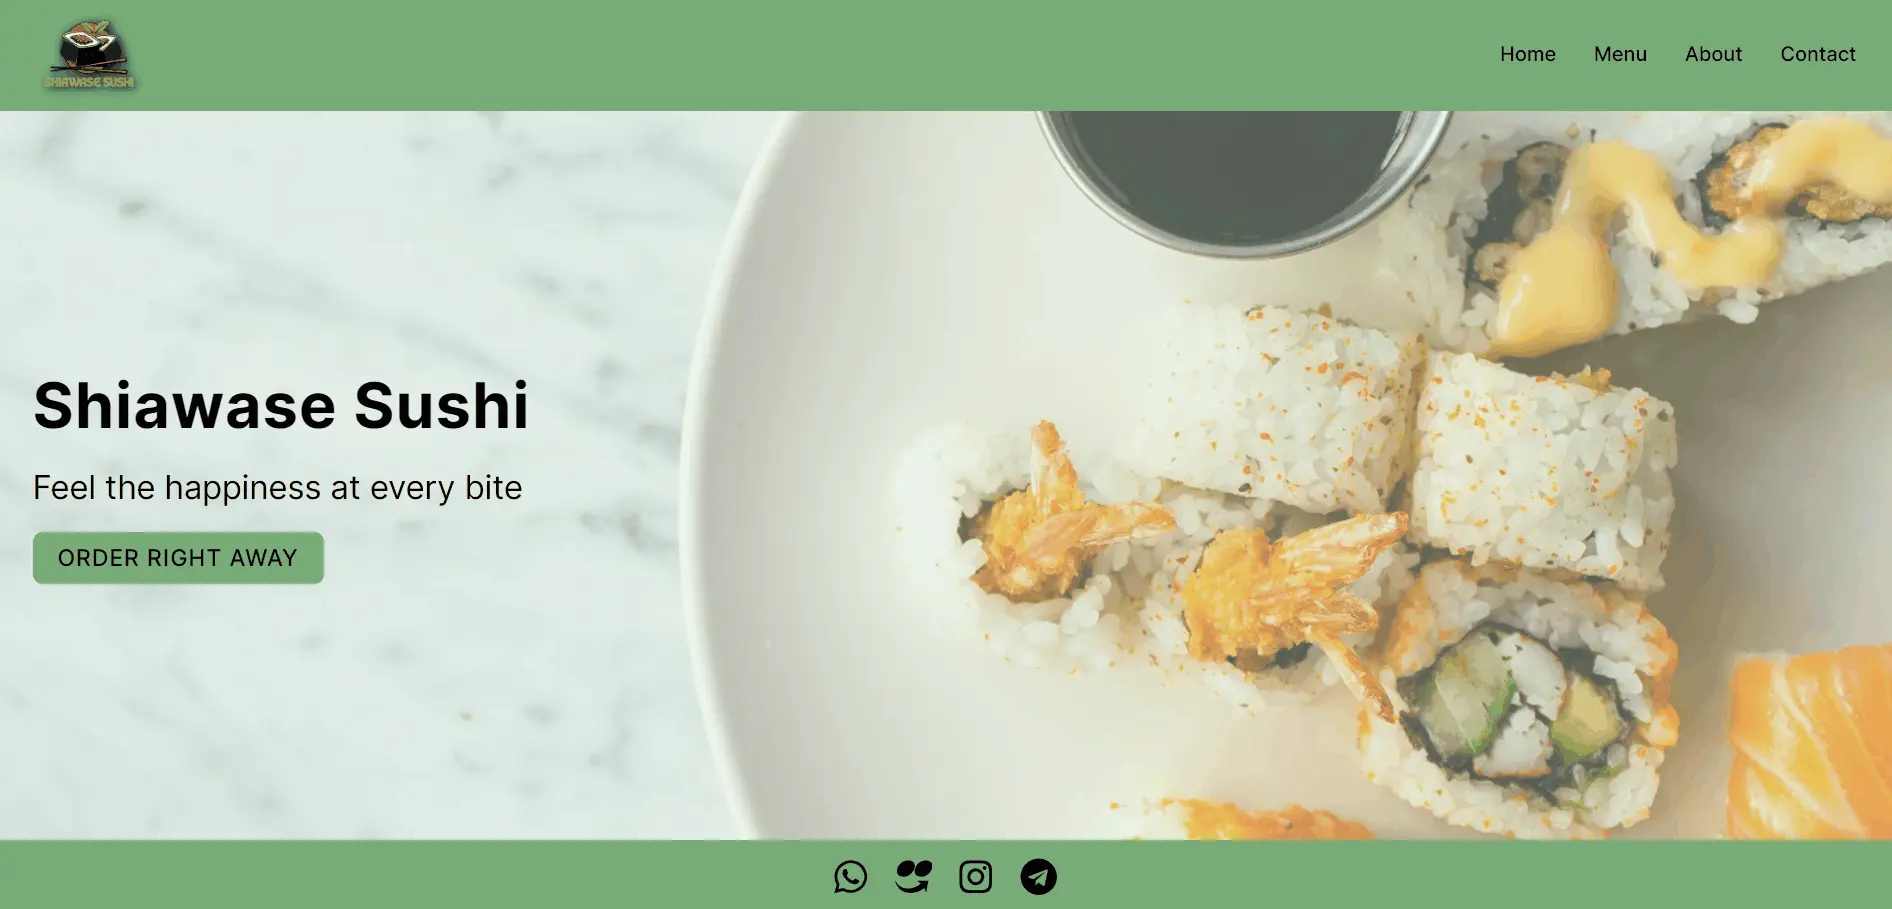 SHIAWASE SUSHI
Home Menu About Contact
Shiawase Sushi
Feel the happiness at every bite
ORDER RIGHT AWAY